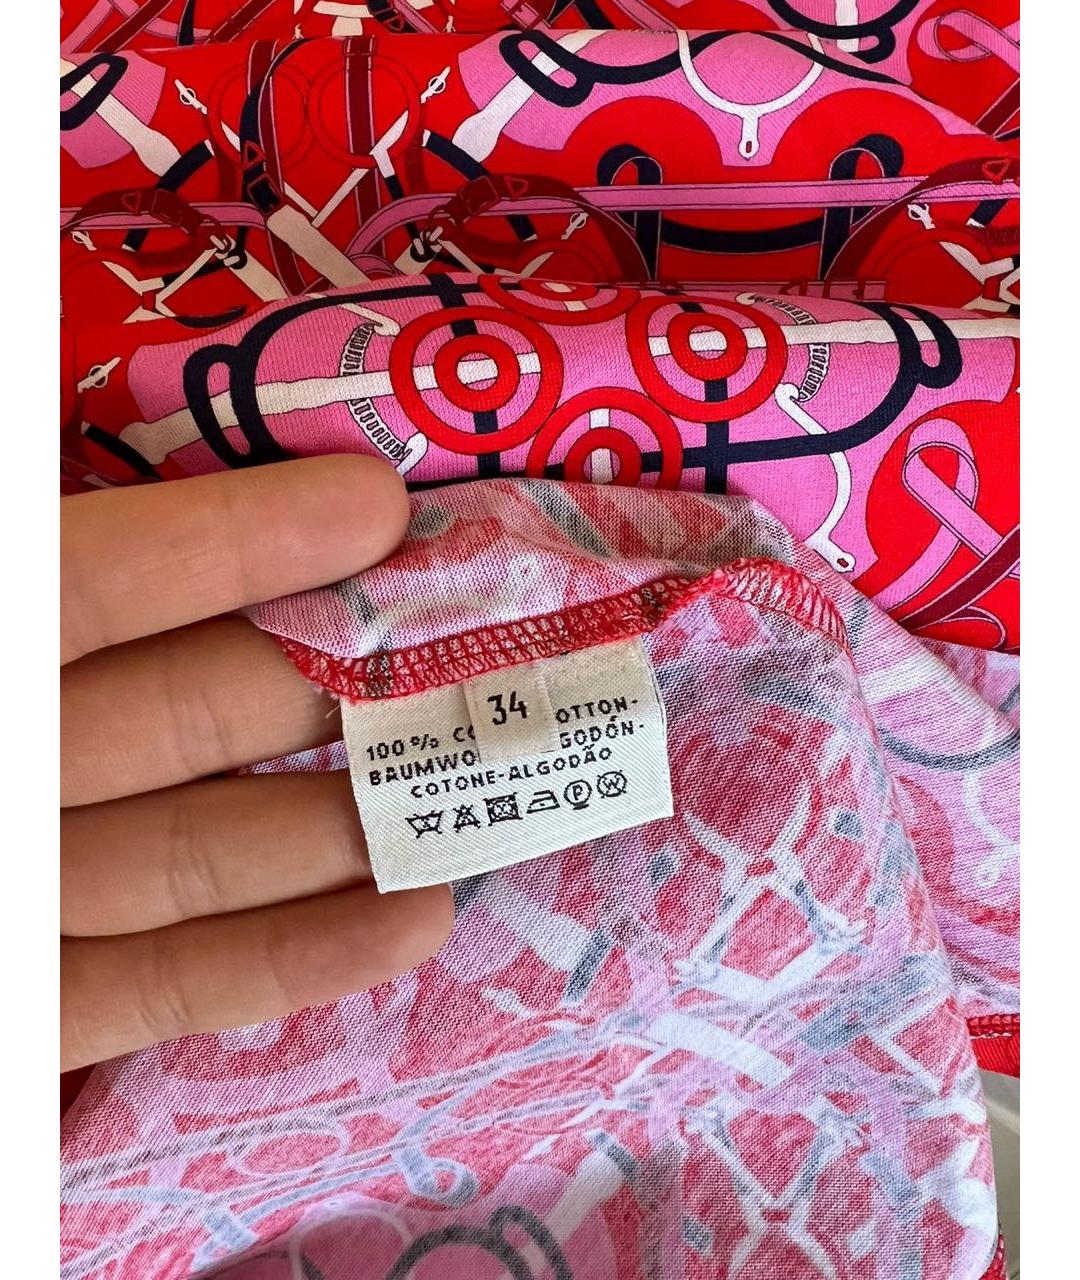 34
100% CO OTTON-
BAUMWO GODÓN-
COTONE-ALGODÃO
P W